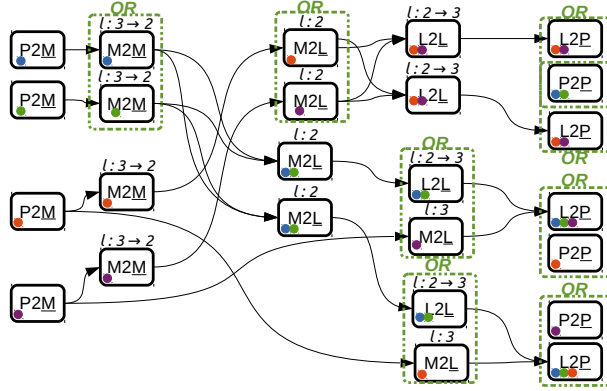 OR
l : 3 → 2
P2M
M2M
l : 3 → 2
P2M
M2M
l : 3 → 2
P2M
M2M
l : 3 → 2
P2M
M2M
OR
l : 2
M2L
l : 2
M2L
l : 2
M2L
l : 2
M2L
l : 2 → 3
L2L
l : 2 → 3
L2L
OR
l : 2 → 3
L2L
l : 3
M2L
OR
l : 2 → 3
L2L
l : 3
M2L
OR
L2P
P2P
L2P
OR
OR
L2P
P2P
OR
P2P
L2P